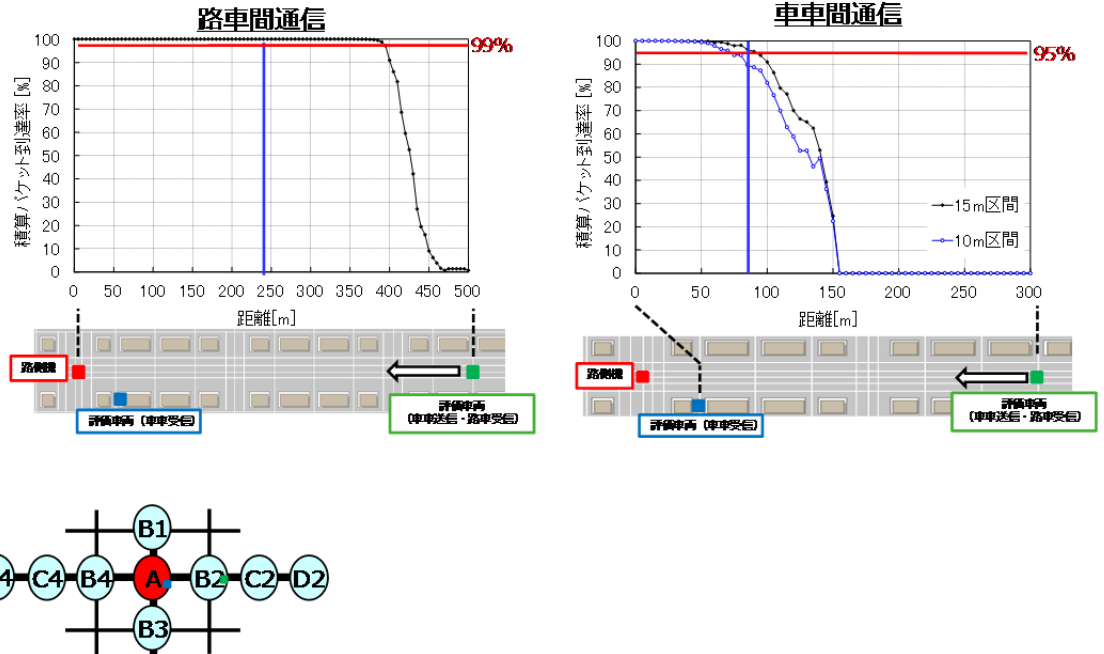 路車間通信
積算パケット到達率 [%]
100
90
80
70
60
50
40
30
20
10
0
99%
0 50 100 150 200 250 300 350 400 450 500
距離[m]
路側機
評価車両（車車受信）
評価車両
（車車送信・路車受信）
車車間通信
積算パケット到達率 [%]
100
90
80
70
60
50
40
30
20
10
0
95%
15m区間
10m区間
0 50 100 150 200 250 300
距離[m]
路側機
評価車両（車車受信）
評価車両
（車車送信・路車受信）
B1
4 C4 B4 A B2 C2 D2
B3